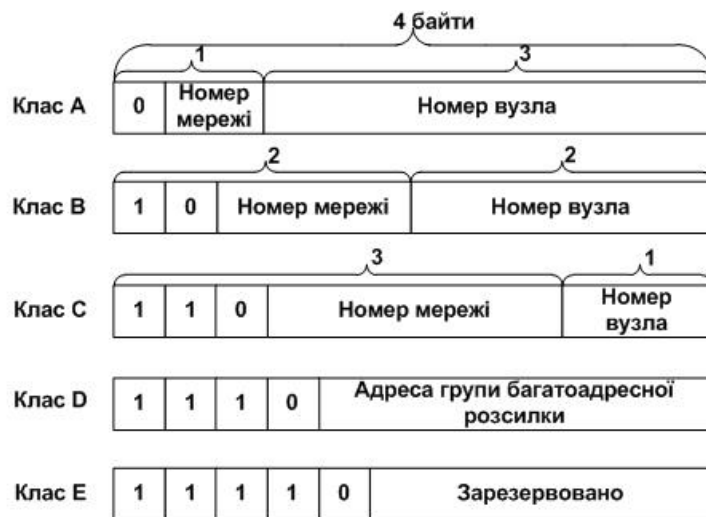 4 байти
1 3
Клас A 0 Номер мережі Номер вузла
2 2
Клас B 1 0 Номер мережі Номер вузла
3 1
Клас C 1 1 0 Номер мережі Номер вузла
Клас D 1 1 1 0 Адреса групи багатоадресної розсилки
Клас E 1 1 1 1 0 Зарезервовано